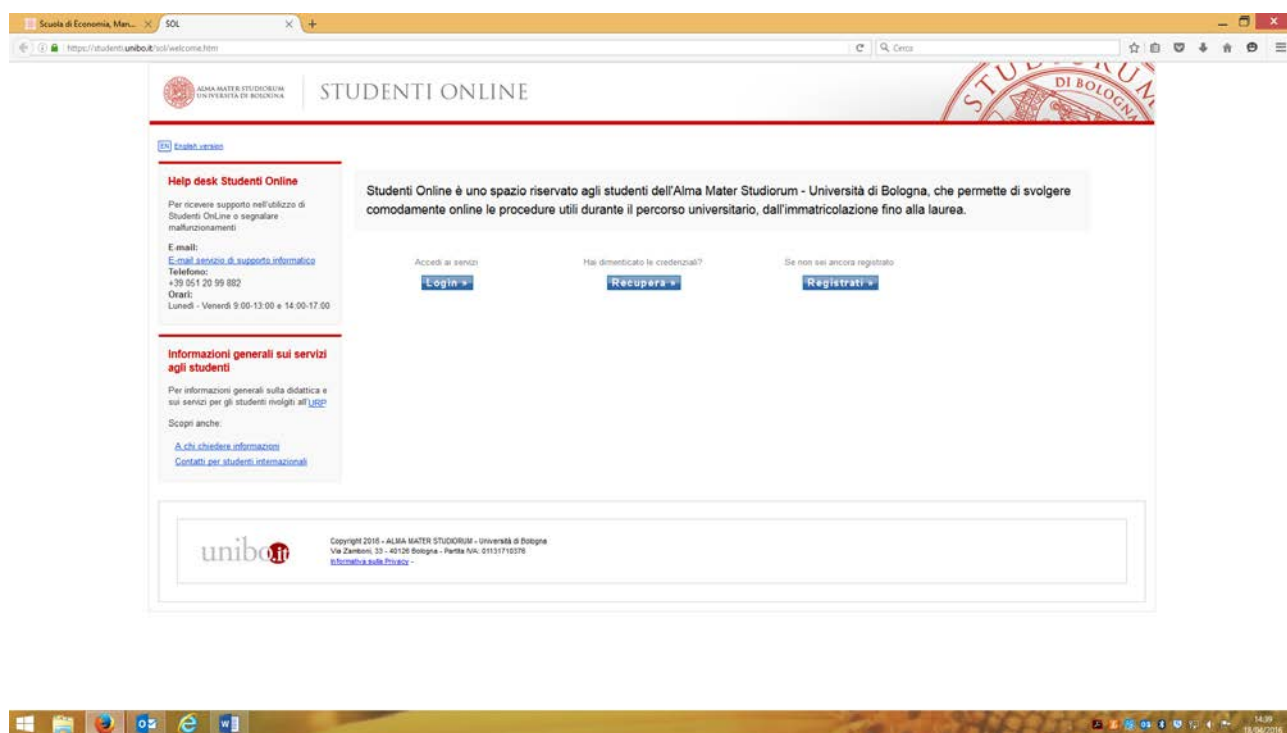 Scuola di Economia, Man...
SOL
https://studenti.unibo.it/sol/welcome.htm
Cerca
ALMA MATER STUDIORUM
UNIVERSITÀ DI BOLOGNA
STUDENTI ONLINE
STUDIORUM
DI BOLOGNA
EN English version
Help desk Studenti Online
Per ricevere supporto nell'utilizzo di
Studenti OnLine o segnalare
malfunzionamenti
E-mail:
E-mail servizio di supporto informatico
Telefono:
+39 051 20 99 882
Orari:
Lunedì - Venerdì 9:00-13:00 e 14:00-17:00
Studenti Online è uno spazio riservato agli studenti dell'Alma Mater Studiorum - Università di Bologna, che permette di svolgere
comodamente online le procedure utili durante il percorso universitario, dall'immatricolazione fino alla laurea.
Accedi ai servizi
Login »
Hai dimenticato le credenziali?
Recupera »
Se non sei ancora registrato
Registrati »
Informazioni generali sui servizi
agli studenti
Per informazioni generali sulla didattica e
sui servizi per gli studenti rivolgiti all'URP
Scopri anche:
A chi chiedere informazioni
Contatti per studenti internazionali
unibo.it
Copyright 2016 - ALMA MATER STUDIORUM - Università di Bologna
Via Zamboni, 33 - 40126 Bologna - Partita IVA: 01131710376
Informativa sulla Privacy -
14:39
18/04/2016